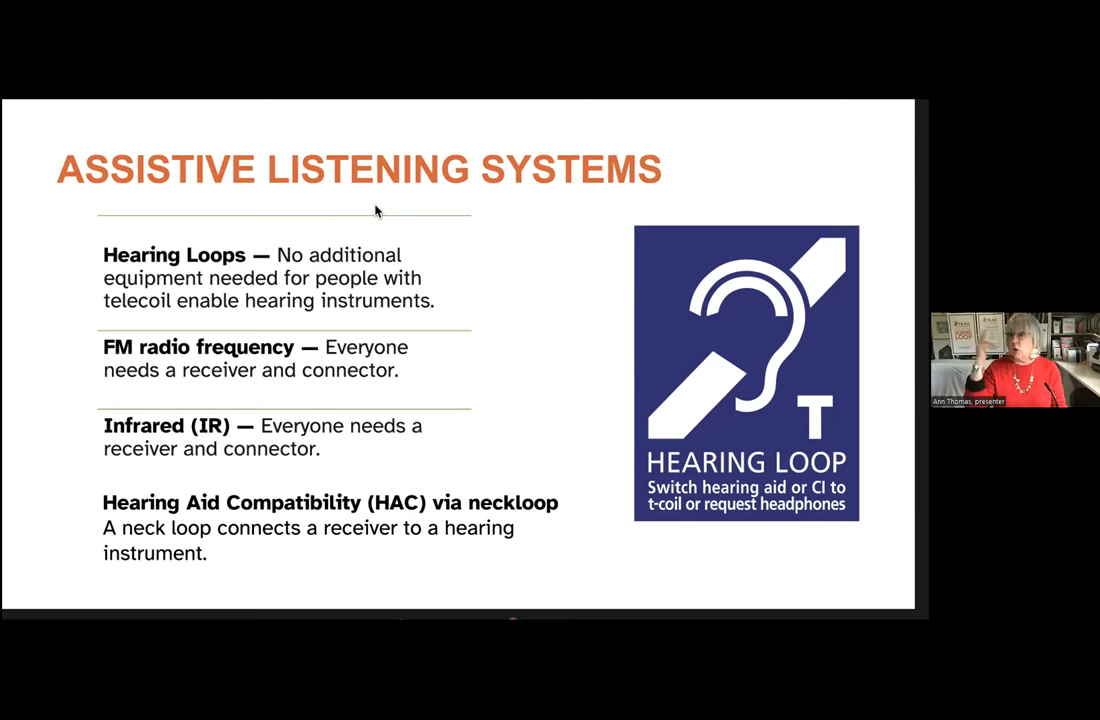 ASSISTIVE LISTENING SYSTEMS
Hearing Loops — No additional
equipment needed for people with
telecoil enable hearing instruments.
FM radio frequency — Everyone
needs a receiver and connector.
Infrared (IR) — Everyone needs a
receiver and connector.
Hearing Aid Compatibility (HAC) via neckloop
A neck loop connects a receiver to a hearing
instrument.
T
HEARING LOOP
Switch hearing aid or CI to
t-coil or request headphones
Ann Thomas, presenter